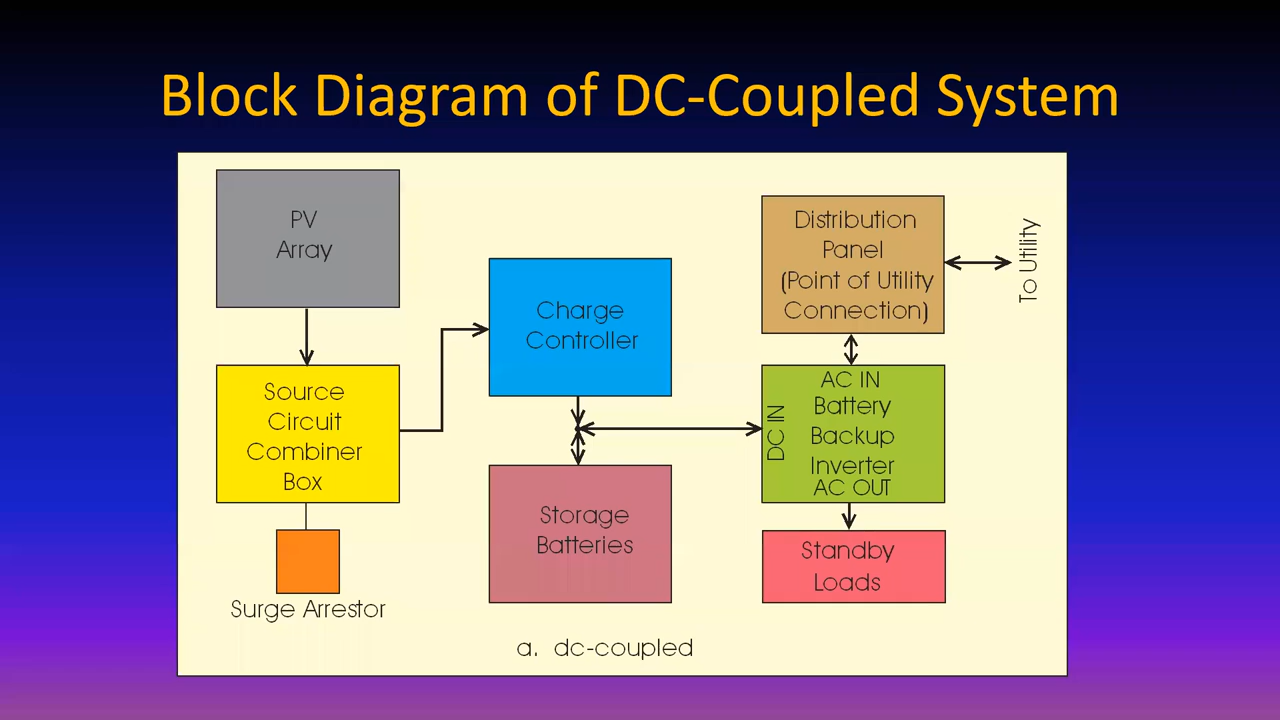 Block Diagram of DC-Coupled System
PV
Array
Source
Circuit
Combiner
Box
Surge Arrestor
Charge
Controller
Storage
Batteries
Distribution
Panel
(Point of Utility
Connection)
To Utility
AC IN
DC IN
Battery
Backup
Inverter
AC OUT
Standby
Loads
a. dc-coupled